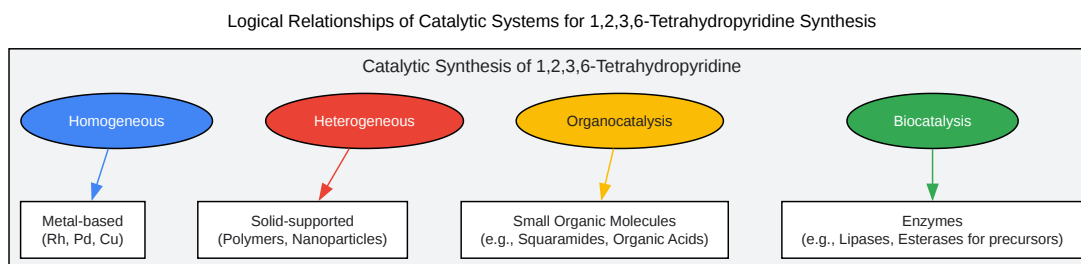 Logical Relationships of Catalytic Systems for 1,2,3,6-Tetrahydropyridine Synthesis
Catalytic Synthesis of 1,2,3,6-Tetrahydropyridine
Homogeneous
Heterogeneous
Organocatalysis
Biocatalysis
Metal-based
(Rh, Pd, Cu)
Solid-supported
(Polymers, Nanoparticles)
Small Organic Molecules
(e.g., Squaramides, Organic Acids)
Enzymes
(e.g., Lipases, Esterases for precursors)